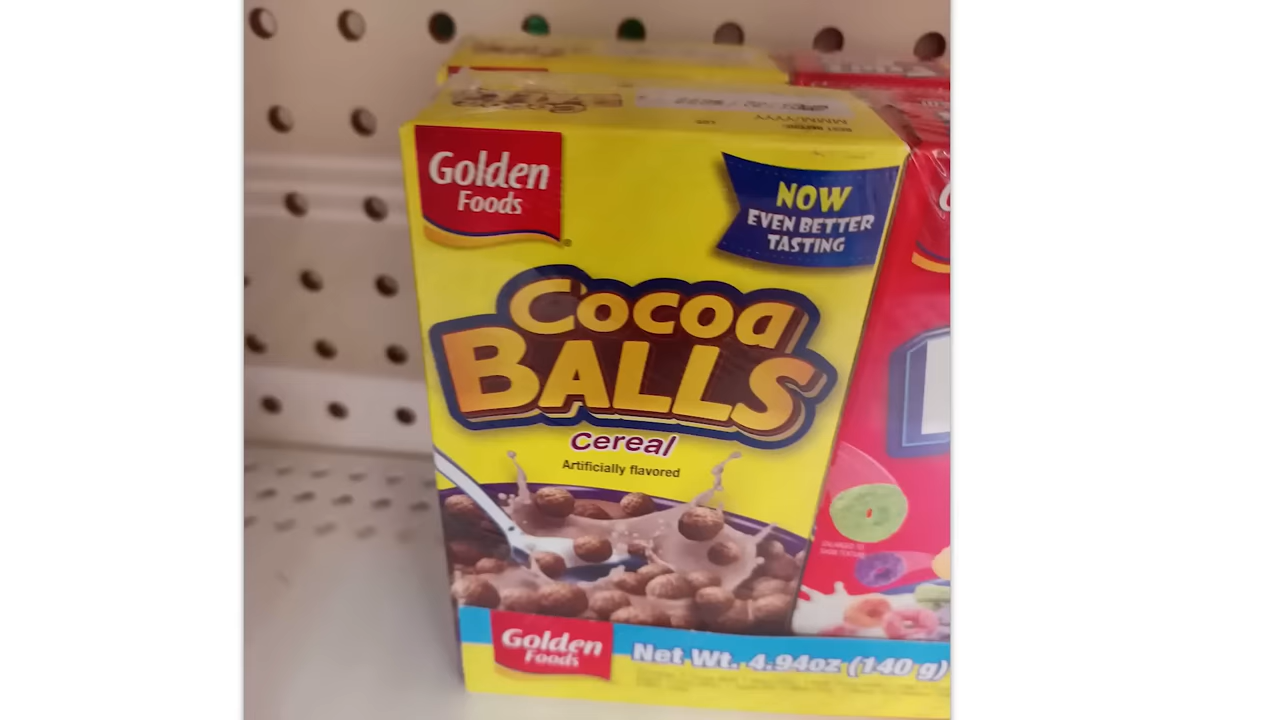 Golden
Foods
NOW
EVEN BETTER
TASTING
Cocoa
BALLS
Cereal
Artificially flavored
Golden
Foods
Net Wt. 4.94oz (140 g)